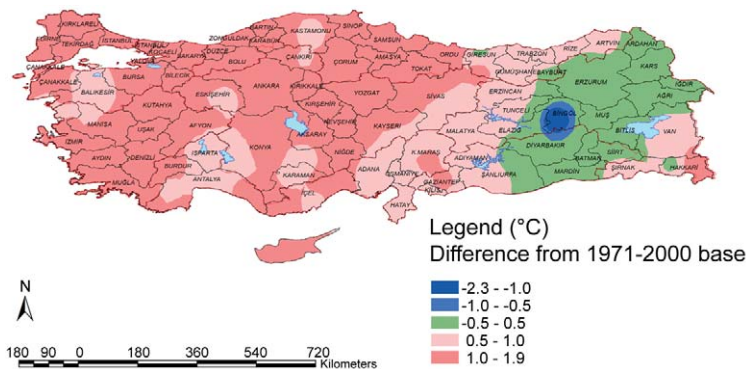 KIRKLARELİ
TEKİRDAĞ
İSTANBUL
KOCAELİ
SAKARYA
DÜZCE
ZONGULDAK
BARTIN
KARABÜK
KASTAMONU
SİNOP
SAMSUN
ÇANKIRI
ÇORUM
AMASYA
TOKAT
ORDU
GİRESUN
TRABZON
RİZE
ARTVİN
ARDAHAN
KARS
IĞDIR
AĞRI
GÜMÜŞHANE
BAYBURT
ERZURUM
ERZİNCAN
ÇANAKKALE
ÇANAKKALE
BALIKESİR
BURSA
BİLECİK
BOLU
ESKİŞEHİR
ANKARA
KIRIKKALE
KIRŞEHİR
YOZGAT
SİVAS
TUNCELİ
BİNGÖL
MUŞ
BİTLİS
VAN
MANİSA
KUTAHYA
UŞAK
AFYON
İZMİR
AYDIN
DENİZLİ
MUĞLA
BURDUR
ISPARTA
ANTALYA
KONYA
AKSARAY
NEVŞEHİR
NİĞDE
KAYSERİ
KARAMAN
İÇEL
ADANA
OSMANİYE
HATAY
K.MARAŞ
GAZİANTEP
KİLİS
MALATYA
ADIYAMAN
ŞANLIURFA
ELAZIĞ
DİYARBAKIR
MARDİN
BATMAN
SİİRT
ŞIRNAK
HAKKARİ
Legend (°C)
Difference from 1971-2000 base
-2.3 - -1.0
-1.0 - -0.5
-0.5 - 0.5
0.5 - 1.0
1.0 - 1.9
N
180 90 0 180 360 540 720
Kilometers